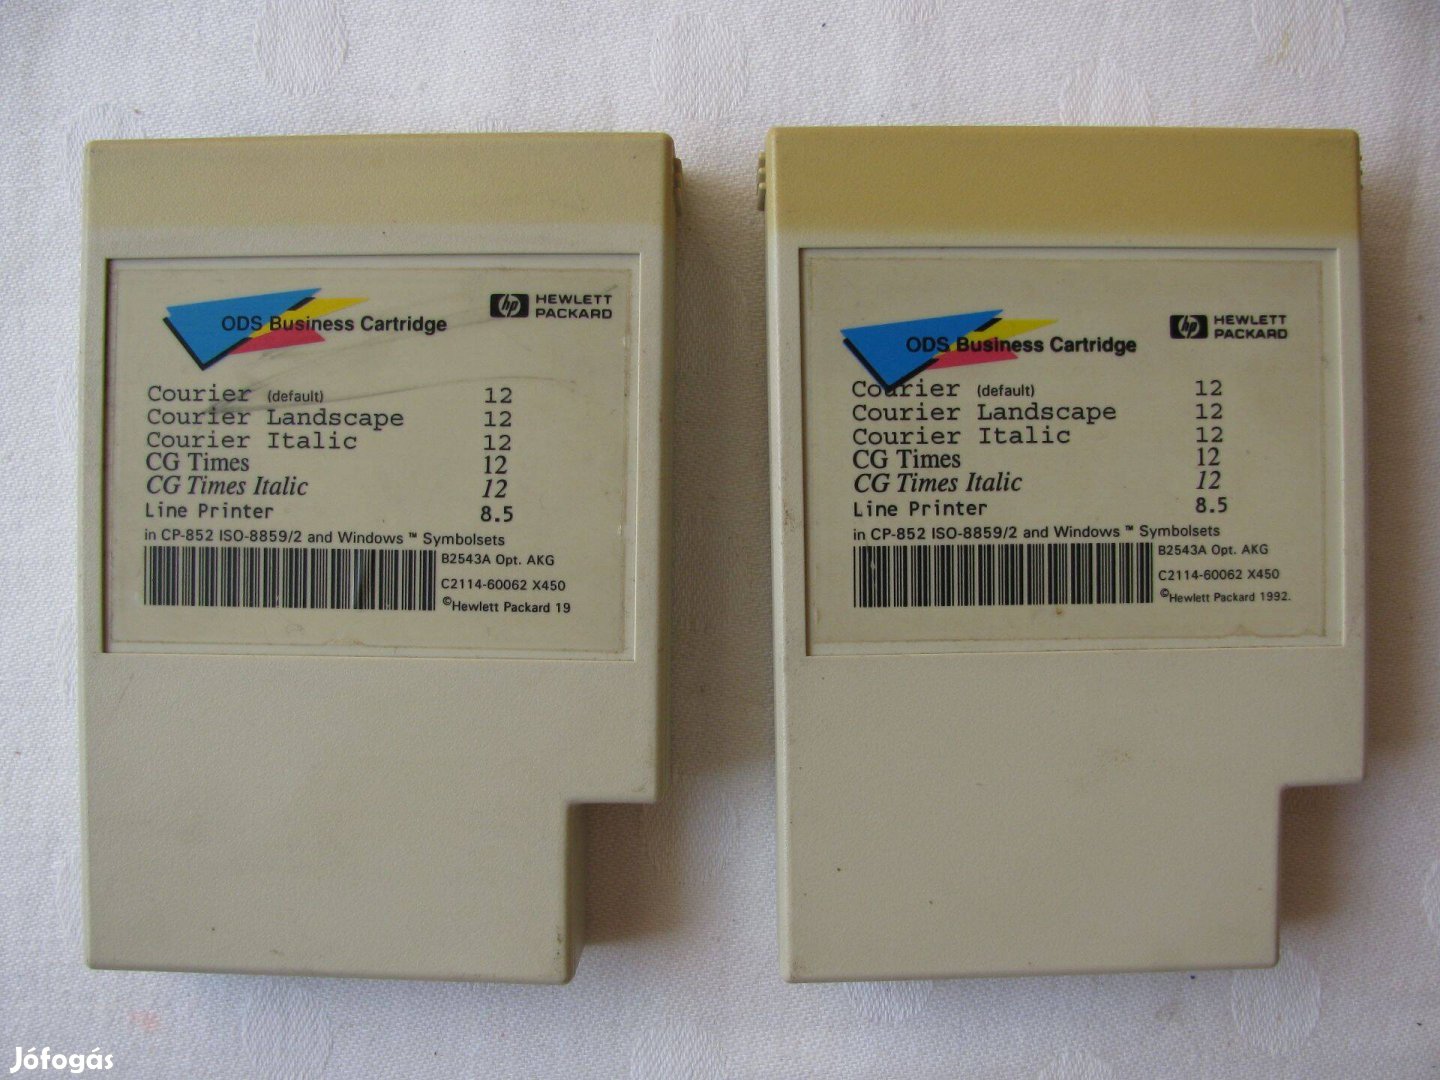 ODS Business Cartridge
hp HEWLETT
PACKARD
Courier (default) 12
Courier Landscape 12
Courier Italic 12
CG Times 12
CG Times Italic 12
Line Printer 8.5
in CP-852 ISO-8859/2 and Windows ™ Symbolsets
B2543A Opt. AKG
C2114-60062 X450
©Hewlett Packard 19
ODS Business Cartridge
hp HEWLETT
PACKARD
Courier (default) 12
Courier Landscape 12
Courier Italic 12
CG Times 12
CG Times Italic 12
Line Printer 8.5
in CP-852 ISO-8859/2 and Windows ™ Symbolsets
B2543A Opt. AKG
C2114-60062 X450
©Hewlett Packard 1992.
Jófogás